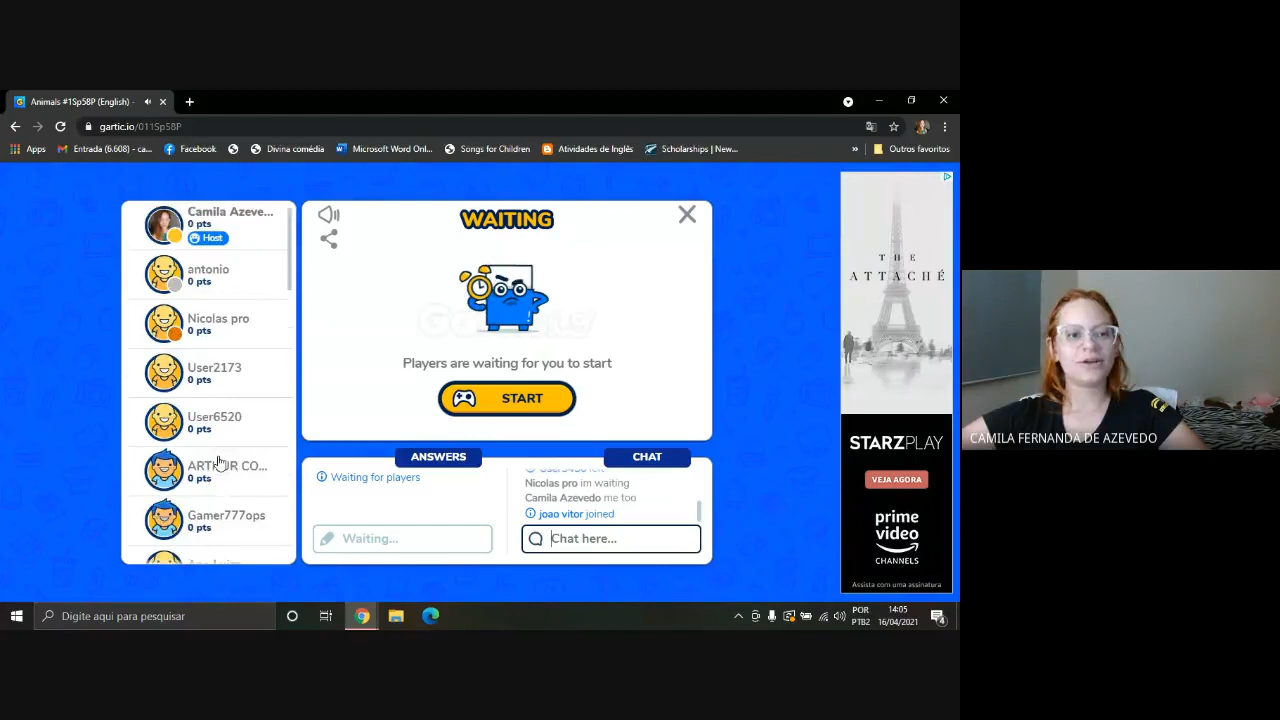 Animals #1Sp58P (English) -
gartic.io/011Sp58P
Apps
Entrada (6.608) - ca...
Facebook
Divina comédia
Microsoft Word Onl...
Songs for Children
Atividades de Inglês
Scholarships | New...
»
Outros favoritos
Camila Azeve...
0 pts
Host
antonio
0 pts
Nicolas pro
0 pts
User2173
0 pts
User6520
0 pts
ARTHUR CO...
0 pts
Gamer777ops
0 pts
WAITING
Players are waiting for you to start
START
ANSWERS
Waiting for players
Waiting...
CHAT
Nicolas pro im waiting
Camila Azevedo me too
joao vitor joined
Chat here...
THE
ATTACHÉ
STARZPLAY
VEJA AGORA
prime
video
CHANNELS
Assista com uma assinatura
CAMILA FERNANDA DE AZEVEDO
Digite aqui para pesquisar
POR
PTB2
14:05
16/04/2021
4